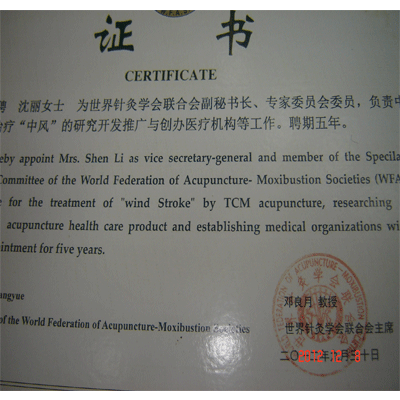 W.F.A.S
证 书
CERTIFICATE
聘 沈丽女士 为世界针灸学会联合会副秘书长、专家委员会委员，负责中
治疗“中风”的研究开发推广与创办医疗机构等工作。聘期五年。
eby appoint Mrs. Shen Li as vice secretary-general and member of the Specila
Committee of the World Federation of Acupuncture- Moxibustion Societies (WFA
e for the treatment of "wind Stroke" by TCM acupuncture, researching
acupuncture health care product and establishing medical organizations wi
intment for five years.
邓良月 教授
angyue
世界针灸学会联合会主席
of the World Federation of Acupuncture-Moxibustion Societies